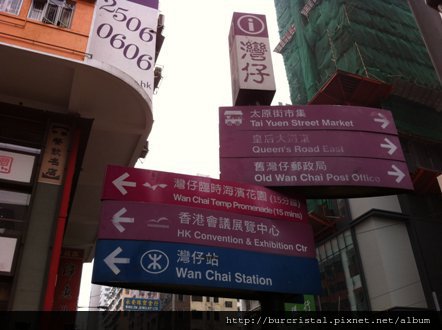 2506
0606
.hk
灣仔
太原街市集
Tai Yuen Street Market
皇后大道東
Queen's Road East
舊灣仔郵政局
Old Wan Chai Post Office
灣仔臨時海濱花園 (15分鐘)
Wan Chai Temp Promenade (15 mins)
香港會議展覽中心
HK Convention & Exhibition Ctr
灣仔站
Wan Chai Station
http://burcristal.pixnet.net/album